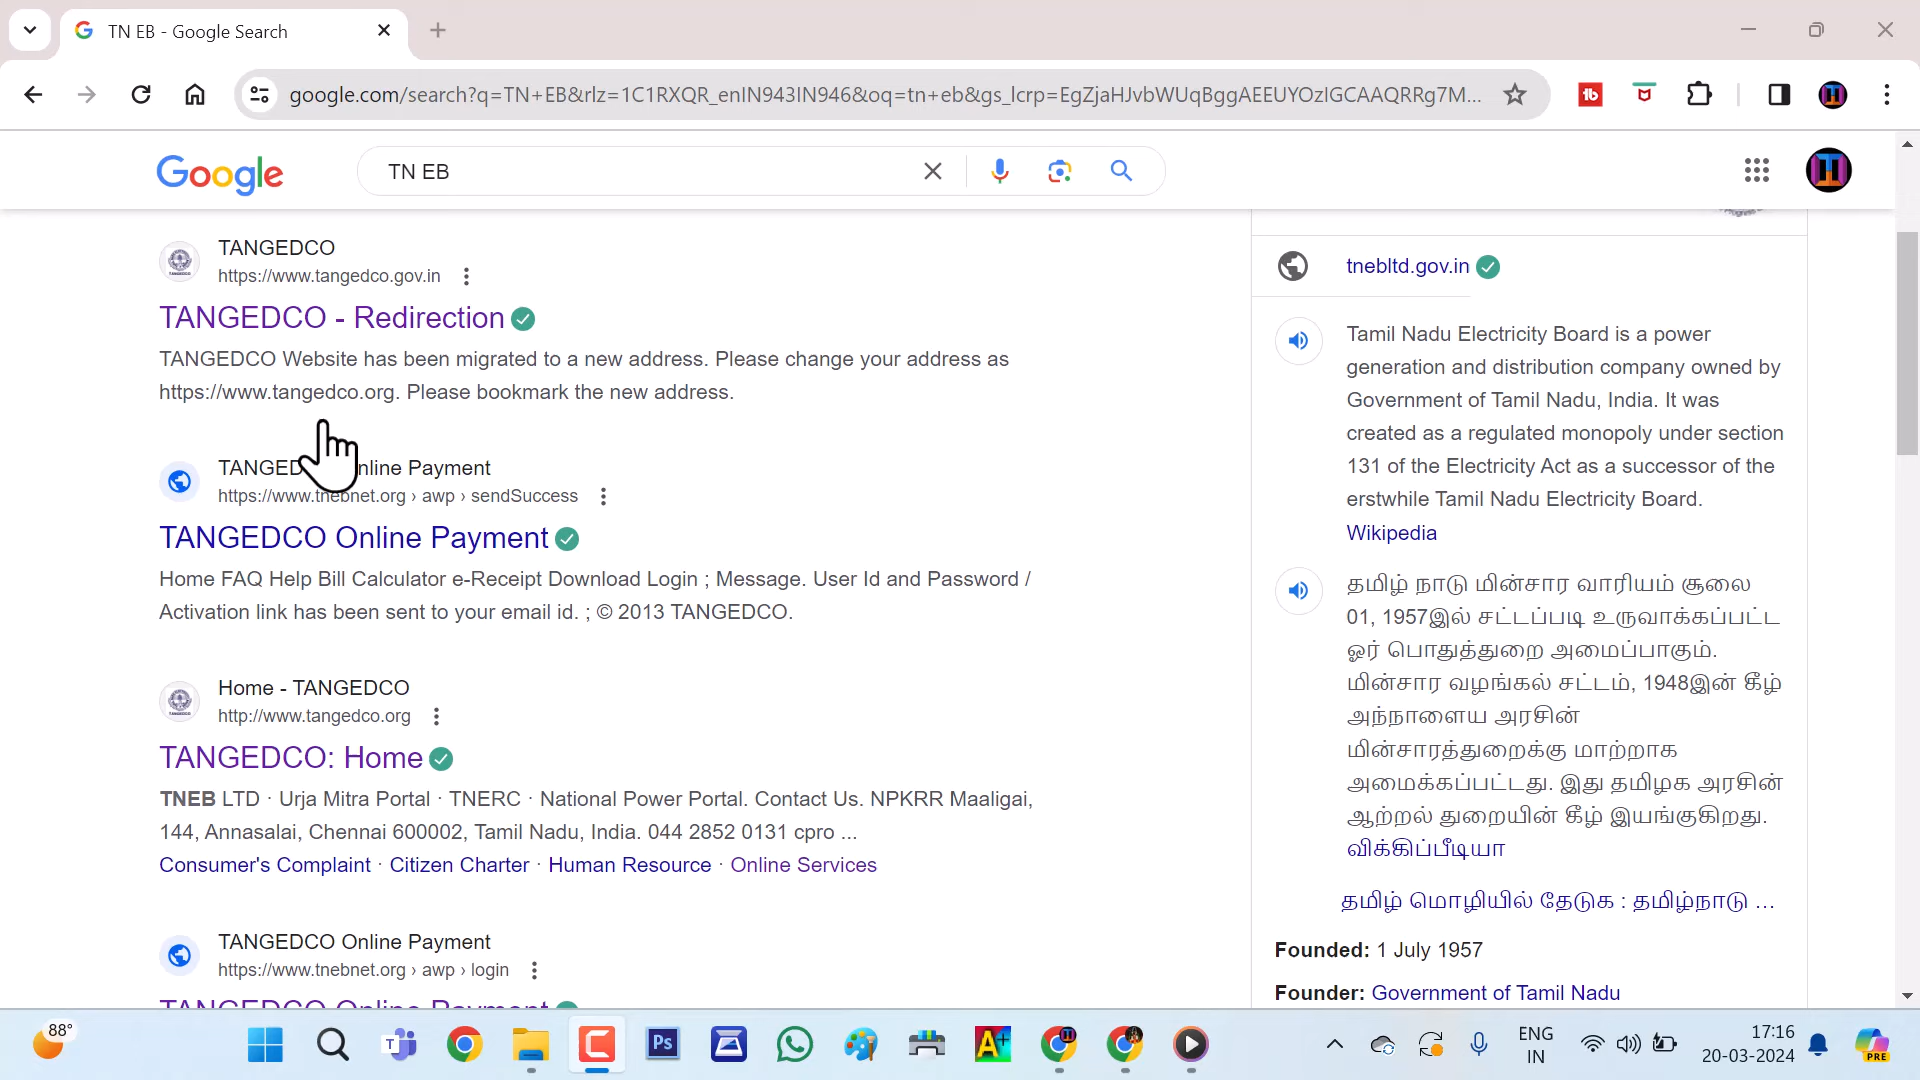 TN EB - Google Search
google.com/search?q=TN+EB&rlz=1C1RXQR_enIN943IN946&oq=tn+eb&gs_lcrp=EgZjaHJvbWUqBggAEEUYOzIGCAAQRRg7M...
Google
TN EB
TANGEDCO
https://www.tangedco.gov.in
TANGEDCO - Redirection
TANGEDCO Website has been migrated to a new address. Please change your address as
https://www.tangedco.org. Please bookmark the new address.
nline Payment
https://www.tnebnet.org › awp › sendSuccess
TANGEDCO Online Payment
Home FAQ Help Bill Calculator e-Receipt Download Login ; Message. User Id and Password /
Activation link has been sent to your email id. ; © 2013 TANGEDCO.
Home - TANGEDCO
http://www.tangedco.org
TANGEDCO: Home
TNEB LTD · Urja Mitra Portal · TNERC · National Power Portal. Contact Us. NPKRR Maaligai,
144, Annasalai, Chennai 600002, Tamil Nadu, India. 044 2852 0131 cpro ...
Consumer's Complaint · Citizen Charter · Human Resource · Online Services
TANGEDCO Online Payment
https://www.tnebnet.org › awp › login
TANGEDCO Online Payment
tnebltd.gov.in
Tamil Nadu Electricity Board is a power
generation and distribution company owned by
Government of Tamil Nadu, India. It was
created as a regulated monopoly under section
131 of the Electricity Act as a successor of the
erstwhile Tamil Nadu Electricity Board.
Wikipedia
தமிழ் நாடு மின்சார வாரியம் சூலை
01, 1957இல் சட்டப்படி உருவாக்கப்பட்ட
ஓர் பொதுத்துறை அமைப்பாகும்.
மின்சார வழங்கல் சட்டம், 1948இன் கீழ்
அந்நாளைய அரசின்
மின்சாரத்துறைக்கு மாற்றாக
அமைக்கப்பட்டது. இது தமிழக அரசின்
ஆற்றல் துறையின் கீழ் இயங்குகிறது.
விக்கிப்பீடியா
தமிழ் மொழியில் தேடுக : தமிழ்நாடு ...
Founded: 1 July 1957
Founder: Government of Tamil Nadu
88°
Ps
ENG
IN
17:16
20-03-2024
PRE